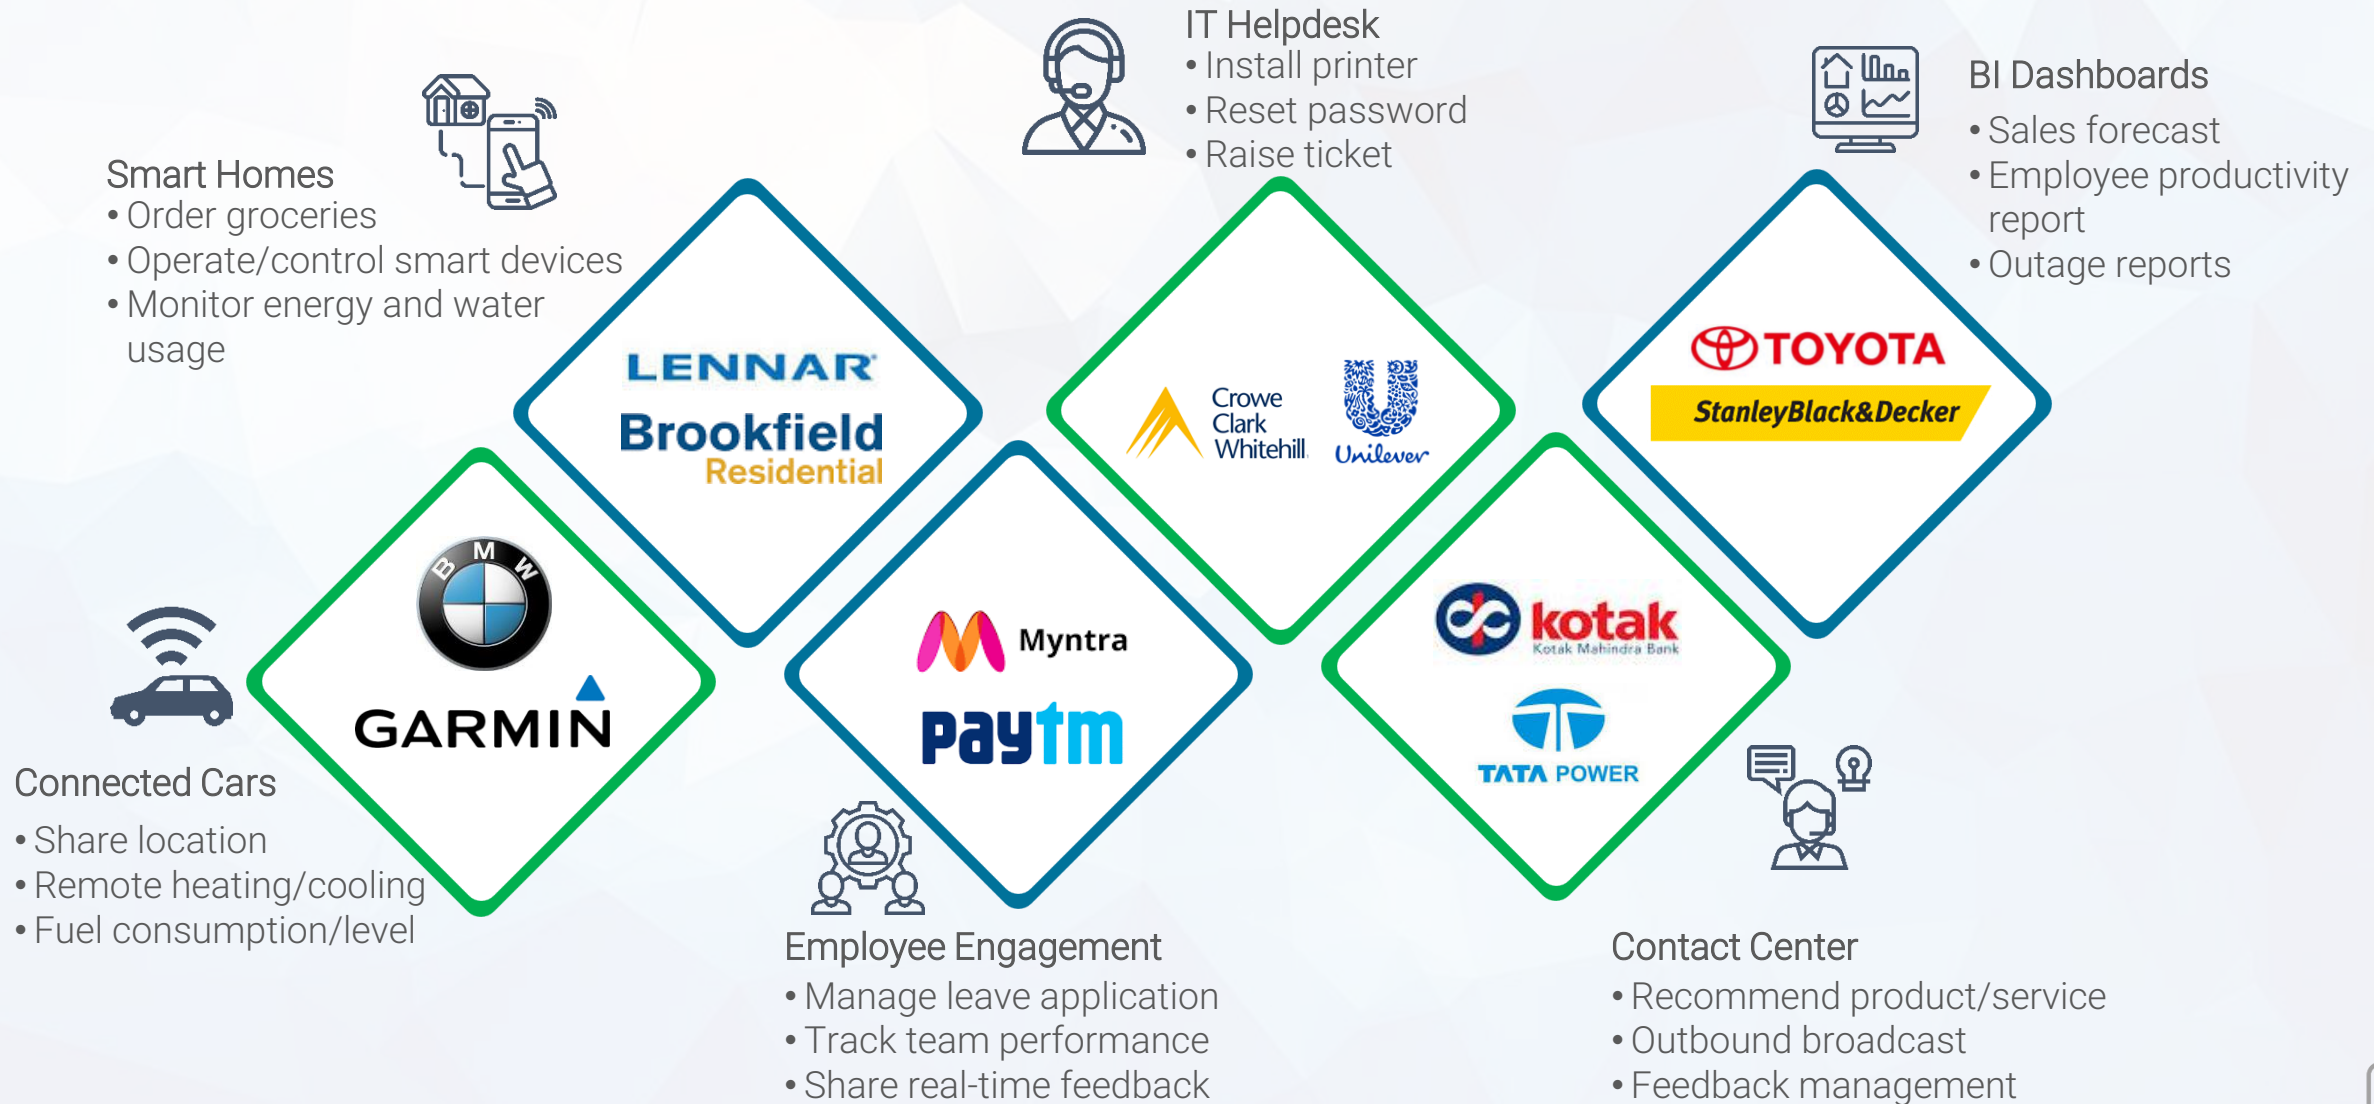 IT Helpdesk
• Install printer
• Reset password
• Raise ticket
BI Dashboards
• Sales forecast
• Employee productivity
report
• Outage reports
Smart Homes
• Order groceries
• Operate/control smart devices
• Monitor energy and water
usage
LENNAR
Brookfield
Residential
Crowe
Clark
Whitehill
Unilever
TOYOTA
StanleyBlack&Decker
BMW
GARMIN
Myntra
paytm
kotak
Kotak Mahindra Bank
TATA POWER
Connected Cars
• Share location
• Remote heating/cooling
• Fuel consumption/level
Employee Engagement
• Manage leave application
• Track team performance
• Share real-time feedback
Contact Center
• Recommend product/service
• Outbound broadcast
• Feedback management